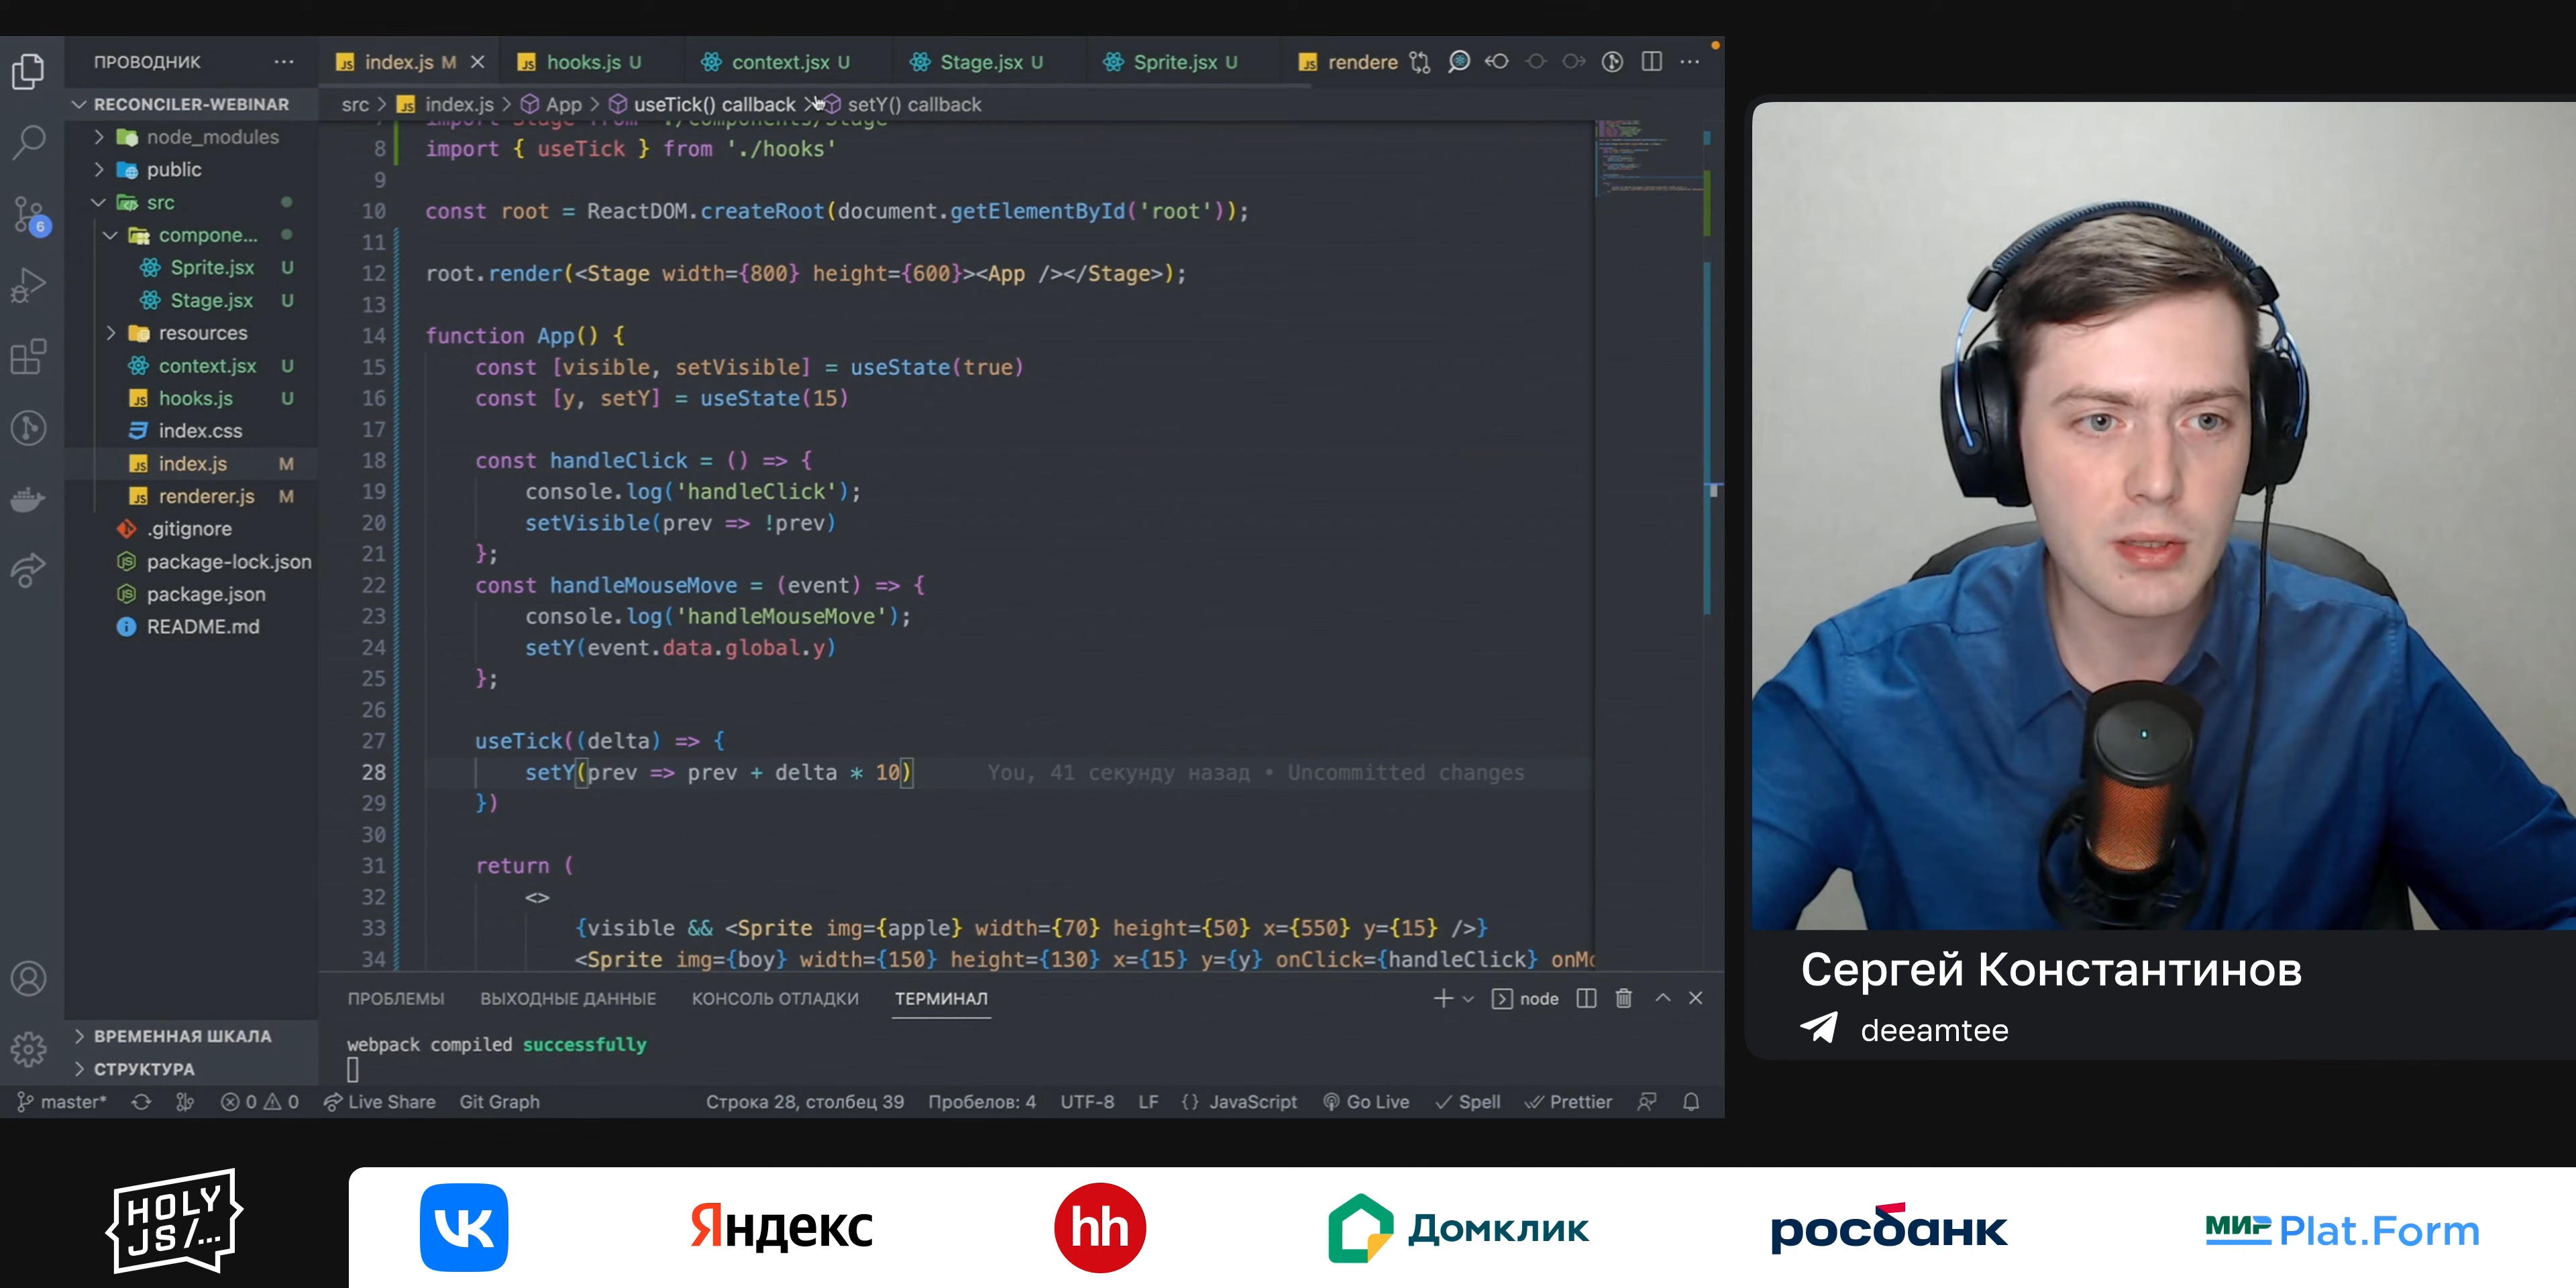 ПРОВОДНИК
RECONCILER-WEBINAR
node_modules
public
src
compone...
Sprite.jsx U
Stage.jsx U
resources
context.jsx U
hooks.js U
index.css
index.js M
renderer.js M
.gitignore
package-lock.json
package.json
README.md
ВРЕМЕННАЯ ШКАЛА
СТРУКТУРА
6
index.js M
hooks.js U
context.jsx U
Stage.jsx U
Sprite.jsx U
rendere
src > index.js > App > useTick() callback > setY() callback
import Stage from './components/Stage'
8 import { useTick } from './hooks'
9
10 const root = ReactDOM.createRoot(document.getElementById('root'));
11
12 root.render(<Stage width={800} height={600}><App /></Stage>);
13
14 function App() {
15 const [visible, setVisible] = useState(true)
16 const [y, setY] = useState(15)
17
18 const handleClick = () => {
19 console.log('handleClick');
20 setVisible(prev => !prev)
21 };
22 const handleMouseMove = (event) => {
23 console.log('handleMouseMove');
24 setY(event.data.global.y)
25 };
26
27 useTick((delta) => {
28 setY(prev => prev + delta * 10) You, 41 секунду назад • Uncommitted changes
29 })
30
31 return (
32 <>
33 {visible && <Sprite img={apple} width={70} height={50} x={550} y={15} />}
34 <Sprite img={boy} width={150} height={130} x={15} y={y} onClick={handleClick} onMo
ПРОБЛЕМЫ ВЫХОДНЫЕ ДАННЫЕ КОНСОЛЬ ОТЛАДКИ ТЕРМИНАЛ
node
webpack compiled successfully
master* 0 0 Live Share Git Graph Строка 28, столбец 39 Пробелов: 4 UTF-8 LF {} JavaScript Go Live Spell Prettier
Сергей Константинов
deeamtee
HOLY
JS/...
VK
Яндекс
hh
Домклик
росбанк
МИР Plat.Form